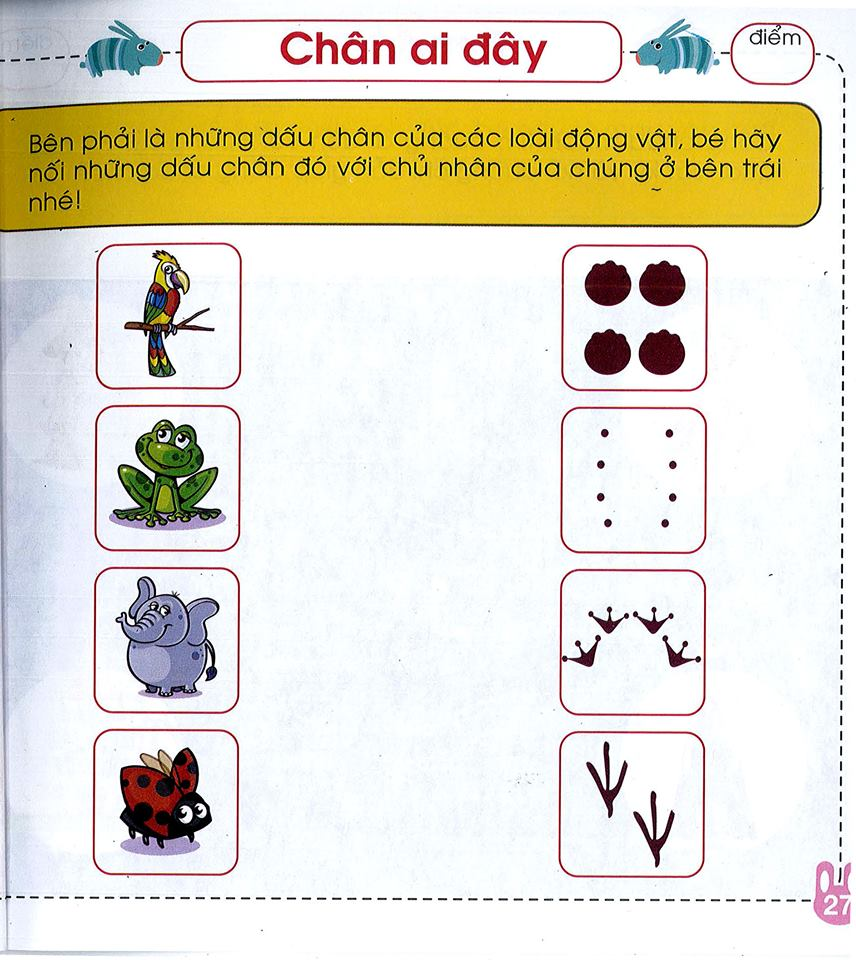 Chân ai đây
điểm
Bên phải là những dấu chân của các loài động vật, bé hãy
nối những dấu chân đó với chủ nhân của chúng ở bên trái
nhé!
27